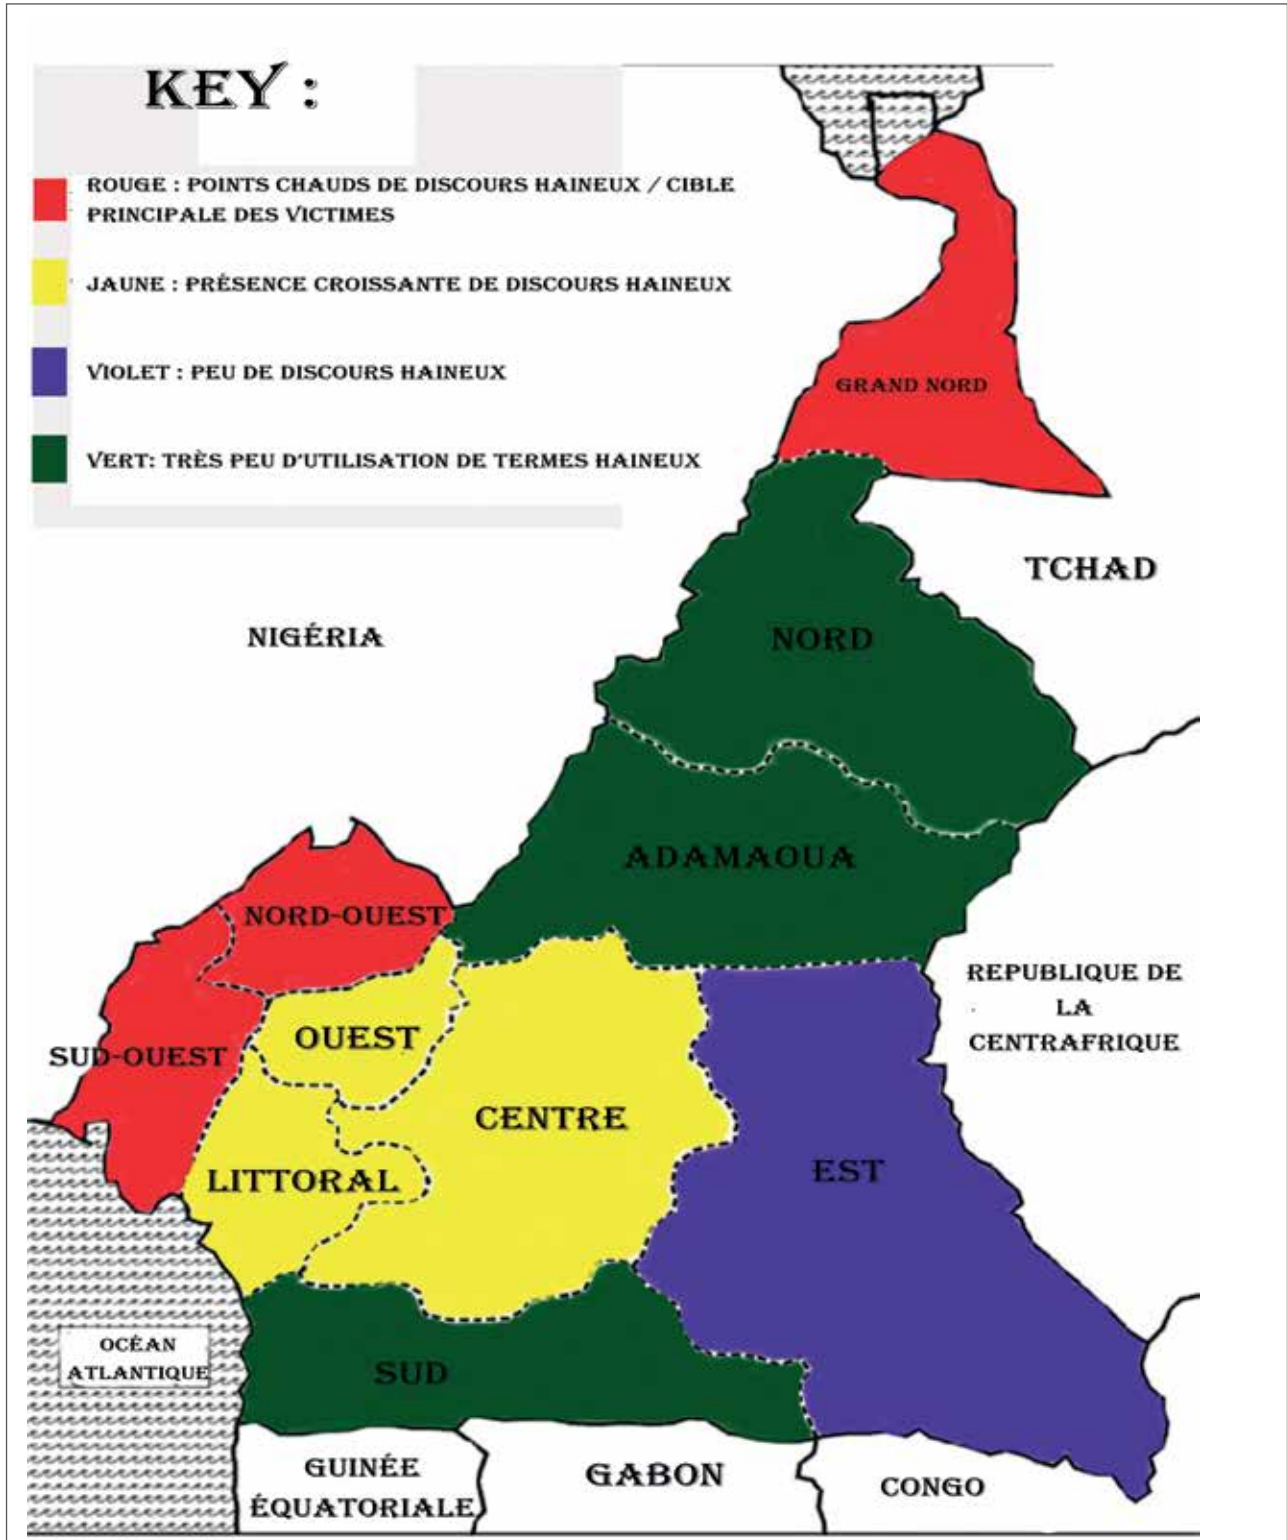 KEY :
ROUGE : POINTS CHAUDS DE DISCOURS HAINEUX / CIBLE
PRINCIPALE DES VICTIMES
JAUNE : PRÉSENCE CROISSANTE DE DISCOURS HAINEUX
VIOLET : PEU DE DISCOURS HAINEUX
VERT: TRÈS PEU D'UTILISATION DE TERMES HAINEUX
GRAND NORD
TCHAD
NIGÉRIA
NORD
ADAMAOUA
NORD-OUEST
REPUBLIQUE DE
LA
CENTRAFRIQUE
OUEST
SUD-OUEST
CENTRE
EST
LITTORAL
OCÉAN
ATLANTIQUE
SUD
GUINÉE
ÉQUATORIALE
GABON
CONGO